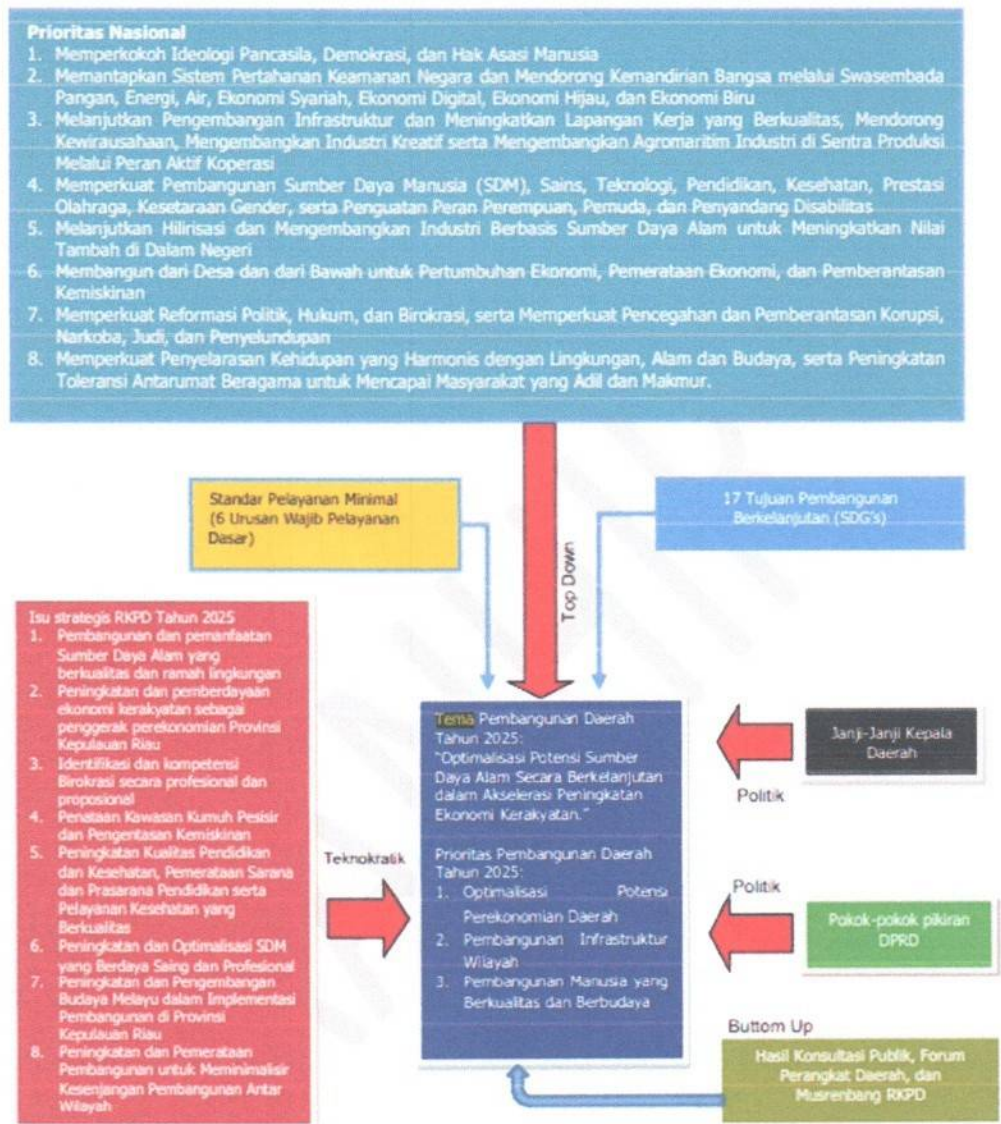 Prioritas Nasional
1. Memperkokoh Ideologi Pancasila, Demokrasi, dan Hak Asasi Manusia
2. Memantapkan Sistem Pertahanan Keamanan Negara dan Mendorong Kemandirian Bangsa melalui Swasembada
Pangan, Energi, Air, Ekonomi Syariah, Ekonomi Digital, Ekonomi Hijau, dan Ekonomi Biru
3. Melanjutkan Pengembangan Infrastruktur dan Meningkatkan Lapangan Kerja yang Berkualitas, Mendorong
Kewirausahaan, Mengembangkan Industri Kreatif serta Mengembangkan Agromaritim Industri di Sentra Produksi
Melalui Peran Aktif Koperasi
4. Memperkuat Pembangunan Sumber Daya Manusia (SDM), Sains, Teknologi, Pendidikan, Kesehatan, Prestasi
Olahraga, Kesetaraan Gender, serta Penguatan Peran Perempuan, Pemuda, dan Penyandang Disabilitas
5. Melanjutkan Hilirisasi dan Mengembangkan Industri Berbasis Sumber Daya Alam untuk Meningkatkan Nilai
Tambah di Dalam Negeri
6. Membangun dari Desa dan dari Bawah untuk Pertumbuhan Ekonomi, Pemerataan Ekonomi, dan Pemberantasan
Kemiskinan
7. Memperkuat Reformasi Politik, Hukum, dan Birokrasi, serta Memperkuat Pencegahan dan Pemberantasan Korupsi,
Narkoba, Judi, dan Penyelundupan
8. Memperkuat Penyelarasan Kehidupan yang Harmonis dengan Lingkungan, Alam dan Budaya, serta Peningkatan
Toleransi Antarumat Beragama untuk Mencapai Masyarakat yang Adil dan Makmur.
Standar Pelayanan Minimal
(6 Urusan Wajib Pelayanan
Dasar)
17 Tujuan Pembangunan
Berkelanjutan (SDG's)
Top Down
Isu strategis RKPD Tahun 2025
1. Pembangunan dan pemanfaatan
Sumber Daya Alam yang
berkualitas dan ramah lingkungan
2. Peningkatan dan pemberdayaan
ekonomi kerakyatan sebagai
penggerak perekonomian Provinsi
Kepulauan Riau
3. Identifikasi dan kompetensi
Birokrasi secara profesional dan
proposional
4. Penataan Kawasan Kumuh Pesisir
dan Pengentasan Kemiskinan
5. Peningkatan Kualitas Pendidikan
dan Kesehatan, Pemerataan Sarana
dan Prasarana Pendidikan serta
Pelayanan Kesehatan yang
Berkualitas
6. Peningkatan dan Optimalisasi SDM
yang Berdaya Saing dan Profesional
7. Peningkatan dan Pengembangan
Budaya Melayu dalam Implementasi
Pembangunan di Provinsi
Kepulauan Riau
8. Peningkatan dan Pemerataan
Pembangunan untuk Meminimalisir
Kesenjangan Pembangunan Antar
Wilayah
Teknokratik
Tema Pembangunan Daerah
Tahun 2025:
"Optimalisasi Potensi Sumber
Daya Alam Secara Berkelanjutan
dalam Akselerasi Peningkatan
Ekonomi Kerakyatan."
Prioritas Pembangunan Daerah
Tahun 2025:
1. Optimalisasi Potensi
Perekonomian Daerah
2. Pembangunan Infrastruktur
Wilayah
3. Pembangunan Manusia yang
Berkualitas dan Berbudaya
Janji-Janji Kepala
Daerah
Politik
Politik
Pokok-pokok pikiran
DPRD
Buttom Up
Hasil Konsultasi Publik, Forum
Perangkat Daerah, dan
Musrenbang RKPD